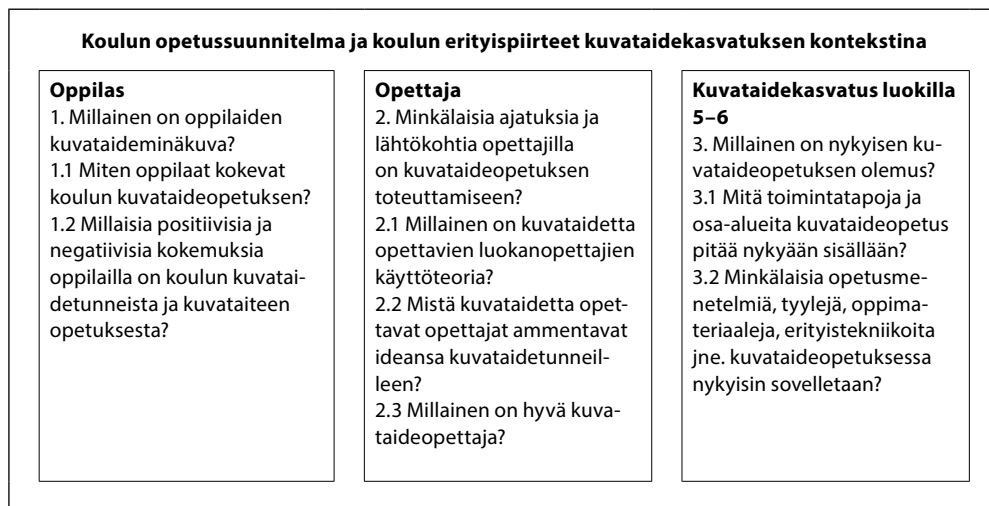 Koulun opetussuunnitelma ja koulun erityispiirteet kuvataidekasvatuksen kontekstina
Oppilas
1. Millainen on oppilaiden
kuvataideminäkuva?
1.1 Miten oppilaat kokevat
koulun kuvataideopetuksen?
1.2 Millaisia positiivisia ja
negatiivisia kokemuksia
oppilailla on koulun kuvatai-
detunneista ja kuvataiteen
opetuksesta?
Opettaja
2. Minkälaisia ajatuksia ja
lähtökohtia opettajilla
on kuvataideopetuksen
toteuttamiseen?
2.1 Millainen on kuvataidetta
opettavien luokanopettajien
käyttöteoria?
2.2 Mistä kuvataidetta opet-
tavat opettajat ammentavat
ideansa kuvataidetunneil-
leen?
2.3 Millainen on hyvä kuva-
taideopettaja?
Kuvataidekasvatus luokilla
5–6
3. Millainen on nykyisen ku-
vataideopetuksen olemus?
3.1 Mitä toimintatapoja ja
osa-alueita kuvataideopetus
pitää nykyään sisällään?
3.2 Minkälaisia opetusme-
netelmiä, tyylejä, oppima-
teriaaleja, erityistekniikoita
jne. kuvataideopetuksessa
nykyisin sovelletaan?